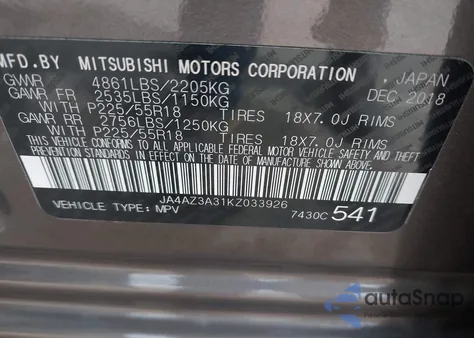 MFD.BY MITSUBISHI MOTORS CORPORATION , JAPAN
GVWR 4861LBS/2205KG DEC 2018
GAWR FR 2535LBS/1150KG
WITH P225/55R18 TIRES 18X7.0J RIMS
GAWR RR 2756LBS/1250KG
WITH P225/55R18 TIRES 18X7.0J RIMS
THIS VEHICLE CONFORMS TO ALL APPLICABLE FEDERAL MOTOR VEHICLE SAFETY AND THEFT
PREVENTION STANDARDS IN EFFECT ON THE DATE OF MANUFACTURE SHOWN ABOVE.
JA4AZ3A31KZ033926
VEHICLE TYPE: MPV 7430C 541
autoSnap